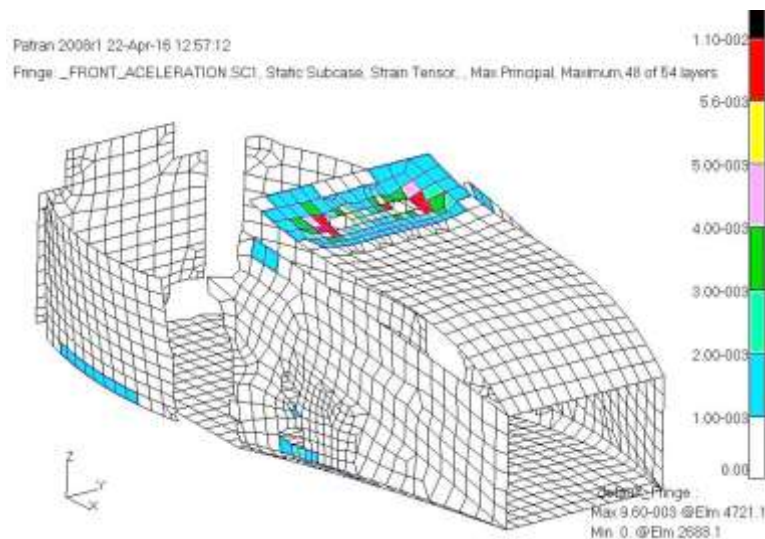 Patran 2008r1 22-Apr-16 12:57:12
Fringe: _FRONT_ACELERATION.SC1, Static Subcase, Strain Tensor, , Max Principal, Maximum,48 of 54 layers
1.10-002
5.6-003
5.00-003
4.00-003
3.00-003
2.00-003
1.00-003
0.00
Z
Y
X
default_Fringe :
Max 9.60-003 @Elm 4721.1
Min 0. @Elm 2688.1